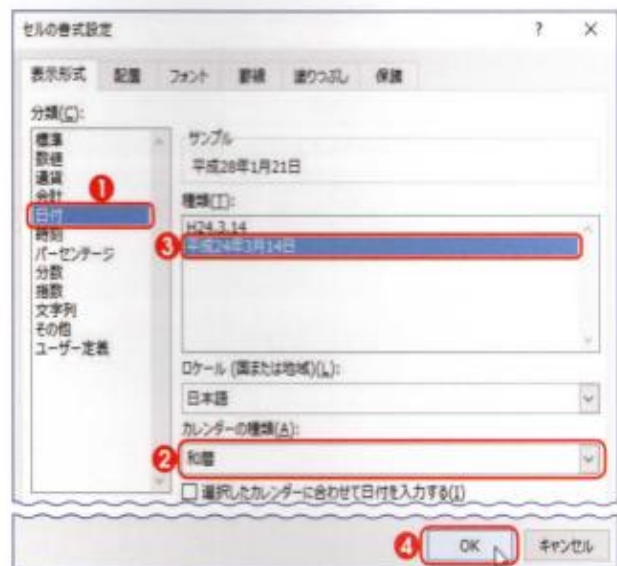 セルの書式設定 ? ×
表示形式 配置 フォント 罫線 塗りつぶし 保護
分類(C):
標準
数値
通貨
会計
1
日付
時刻
パーセンテージ
分数
指数
文字列
その他
ユーザー定義
サンプル
平成28年1月21日
種類(T):
H24.3.14
3 平成24年3月14日
ロケール (国または地域)(L):
日本語
カレンダーの種類(A):
2 和暦
選択したカレンダーに合わせて日付を入力する(I)
4 OK キャンセル